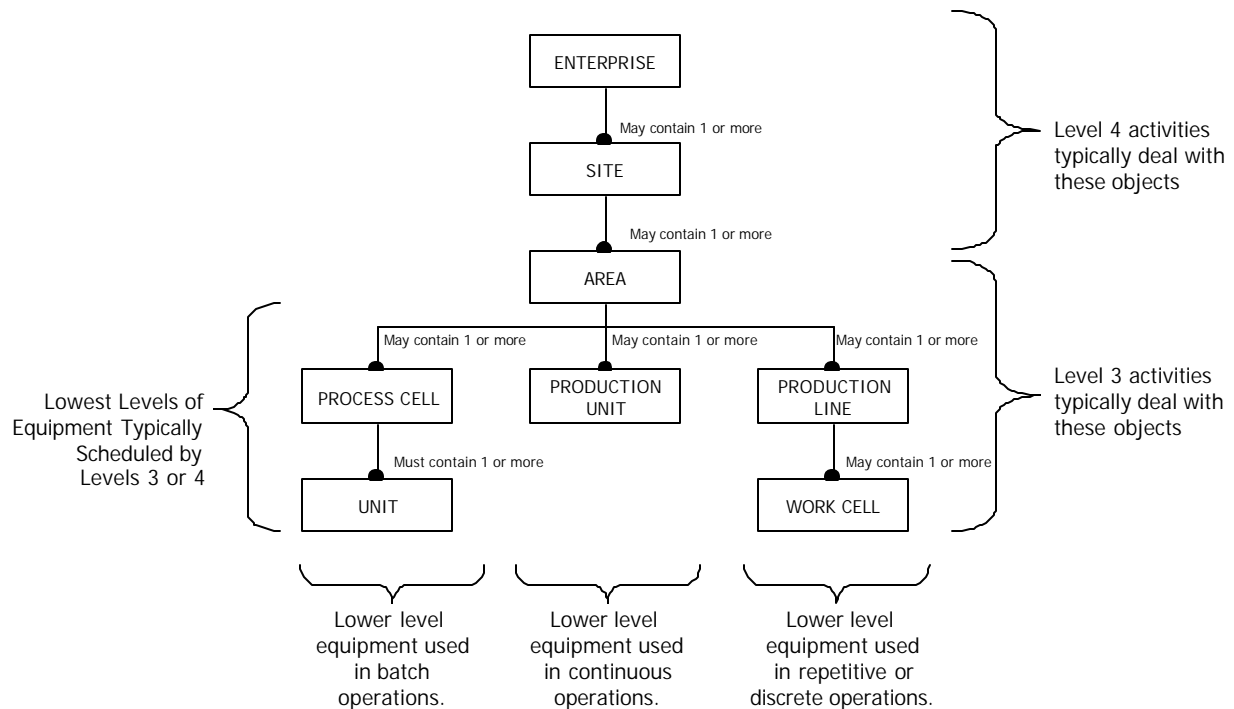 ENTERPRISE
May contain 1 or more
SITE
May contain 1 or more
AREA
Level 4 activities
typically deal with
these objects
May contain 1 or more
May contain 1 or more
May contain 1 or more
PROCESS CELL
PRODUCTION
UNIT
PRODUCTION
LINE
Must contain 1 or more
May contain 1 or more
UNIT
WORK CELL
Lowest Levels of
Equipment Typically
Scheduled by
Levels 3 or 4
Level 3 activities
typically deal with
these objects
Lower level
equipment used
in batch
operations.
Lower level
equipment used
in continuous
operations.
Lower level
equipment used
in repetitive or
discrete operations.